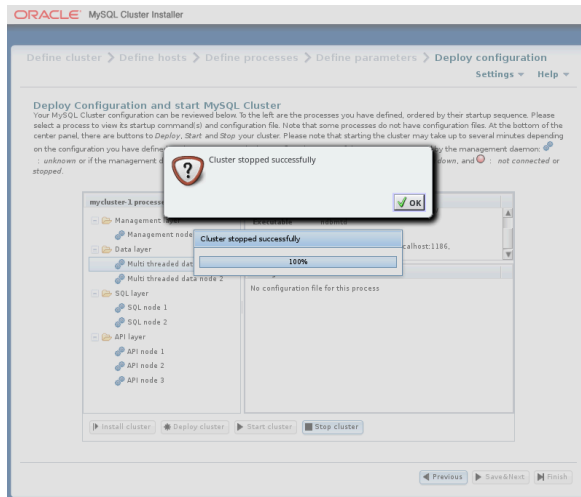 ORACLE® MySQL Cluster Installer
Define cluster > Define hosts > Define processes > Define parameters > Deploy configuration
Settings Help
Deploy Configuration and start MySQL Cluster
Your MySQL Cluster configuration can be reviewed below. To the left are the processes you have defined, ordered by their startup sequence. Please
select a process to view its startup command(s) and configuration file. Note that some processes do not have configuration files. At the bottom of the
center panel, there are buttons to Deploy, Start and Stop your cluster. Please note that starting the cluster may take up to several minutes depending
on the configuration you have define by the management daemon:
: unknown or if the management d down, and : not connected or
stopped.
Cluster stopped successfully
OK
mycluster-1 processe
Management layer
Management node
Data layer
Multi threaded dat
Multi threaded data node 2
SQL layer
SQL node 1
SQL node 2
API layer
API node 1
API node 2
API node 3
Cluster stopped successfully
100%
calhost:1186,
No configuration file for this process
Install cluster Deploy cluster Start cluster Stop cluster
Previous Save&Next Finish